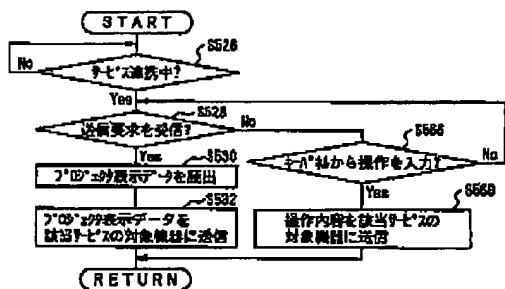 START
S526
サービス連携中?
No
Yes
S528
送信要求を受信?
No
Yes
S566
キーパネルから操作を入力?
No
Yes
S530
プロジェクタ表示データを読出
S532
プロジェクタ表示データを
該当サービスの対象機器に送信
S568
操作内容を該当サービスの
対象機器に送信
RETURN